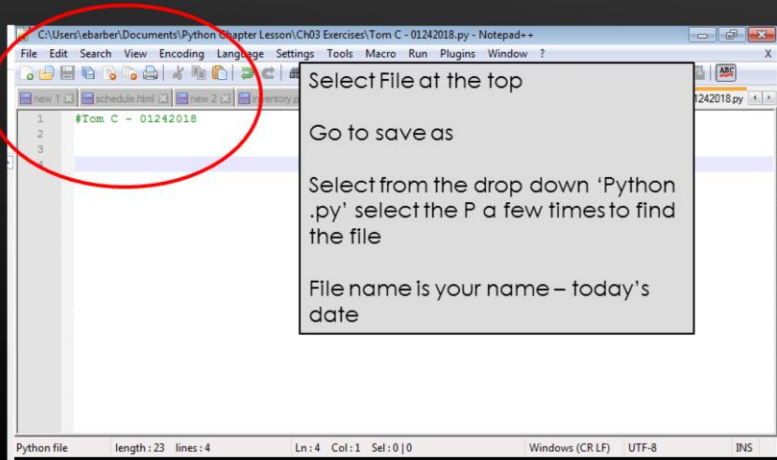 C:\Users\ebarber\Documents\Python Chapter Lesson\Ch03 Exercises\Tom C - 01242018.py - Notepad++
File Edit Search View Encoding Language Settings Tools Macro Run Plugins Window ? X
ABC
new 1 schedule.html new 2 inventory.p 1242018.py
1 #Tom C - 01242018
2
3
4
Select File at the top
Go to save as
Select from the drop down ‘Python
.py’ select the P a few times to find
the file
File name is your name – today’s
date
Python file length : 23 lines : 4 Ln : 4 Col : 1 Sel : 0 | 0 Windows (CR LF) UTF-8 INS